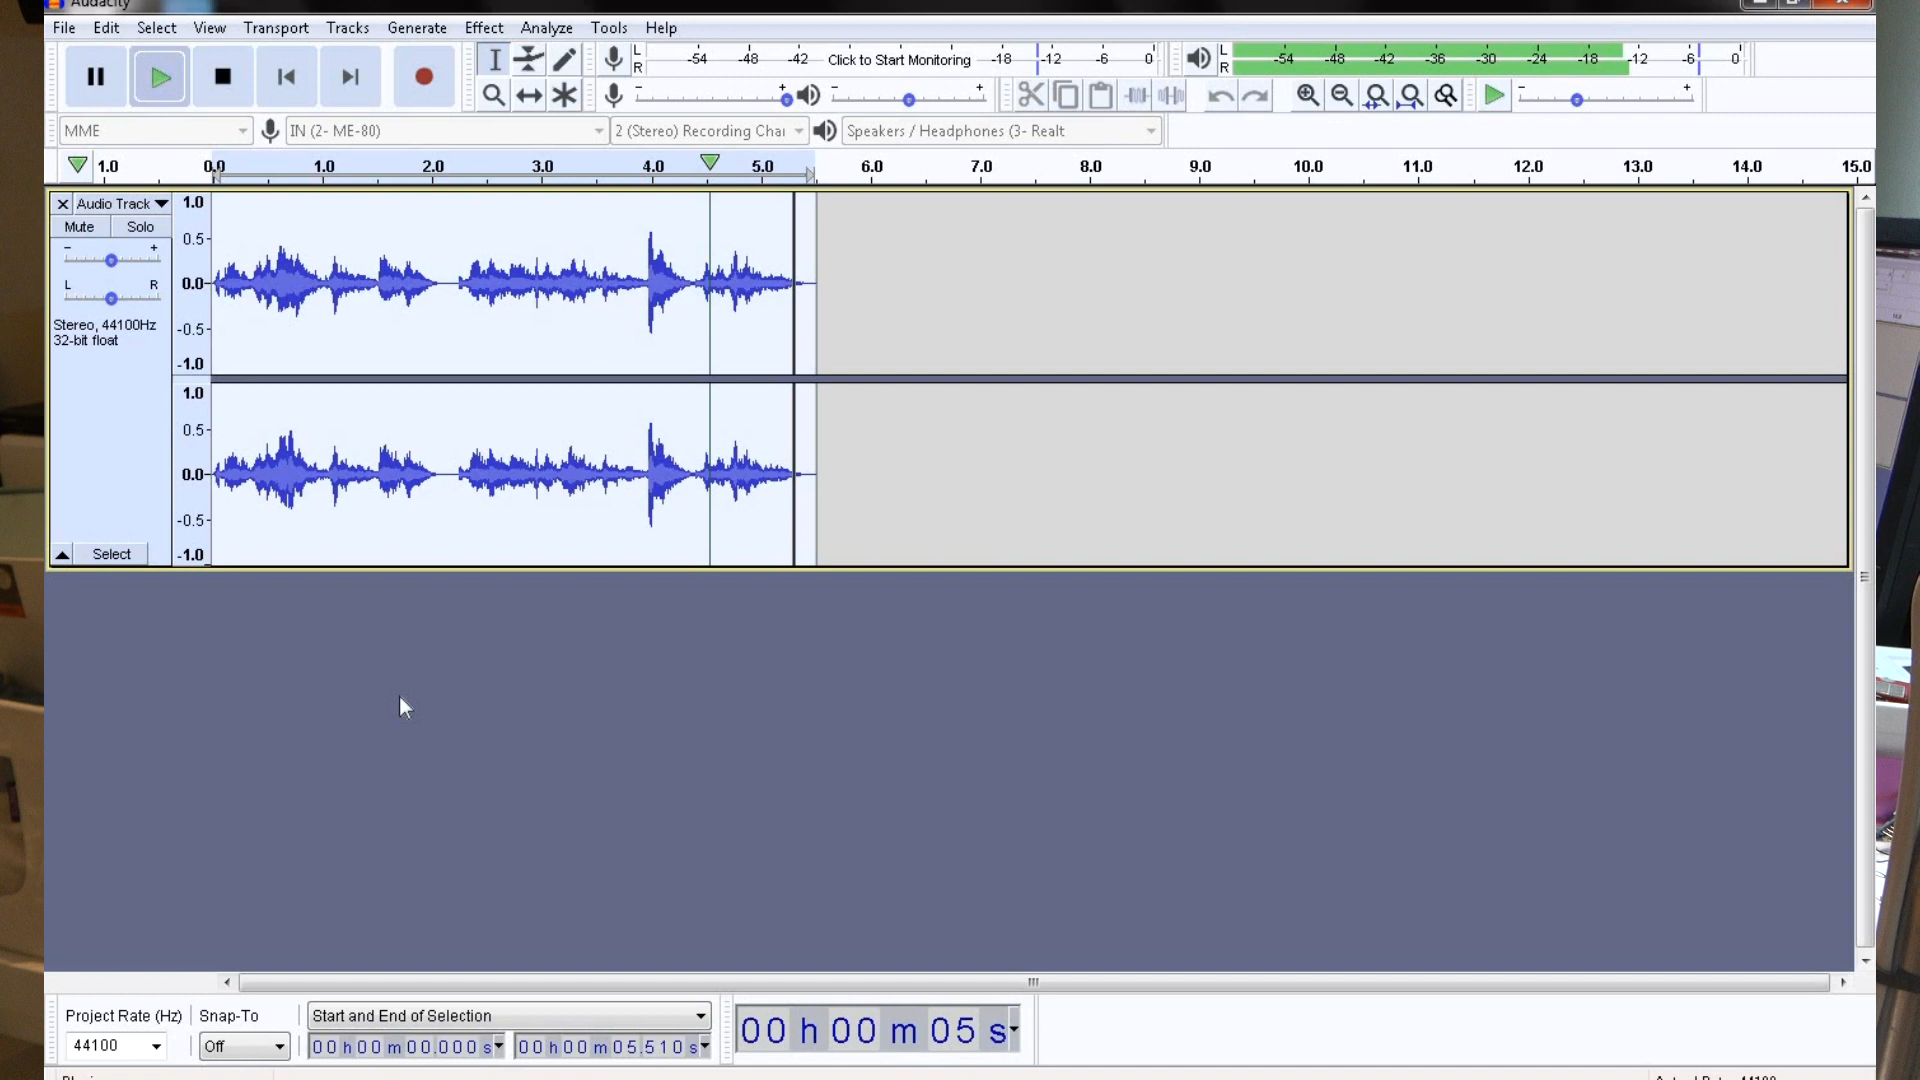 Audacity
File Edit Select View Transport Tracks Generate Effect Analyze Tools Help
L R -54 -48 -42 Click to Start Monitoring -18 -12 -6 0 L R -54 -48 -42 -36 -30 -24 -18 -12 -6 0
- + - + - +
MME IN (2- ME-80) 2 (Stereo) Recording Chai Speakers / Headphones (3- Realt
1.0 0.0 1.0 2.0 3.0 4.0 5.0 6.0 7.0 8.0 9.0 10.0 11.0 12.0 13.0 14.0 15.0
X Audio Track 1.0
Mute Solo
- + 0.5
L R 0.0
Stereo, 44100Hz -0.5
32-bit float
-1.0
1.0
0.5
0.0
-0.5
Select -1.0
Project Rate (Hz) Snap-To Start and End of Selection
44100 Off 00 h 00 m 00.000 s 00 h 00 m 05.510 s 00 h 00 m 05 s